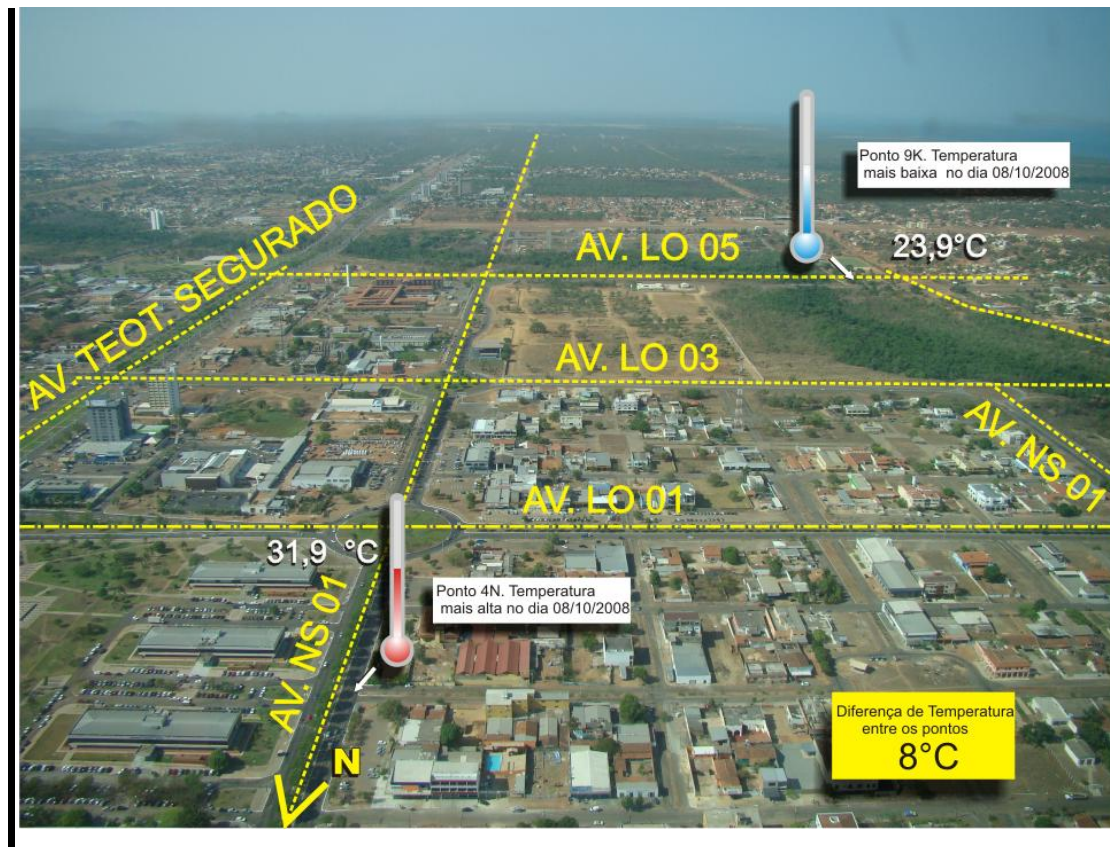 Ponto 9K. Temperatura
mais baixa no dia 08/10/2008
AV. TEOT. SEGURADO
AV. LO 05
23,9°C
AV. LO 03
AV. NS 01
AV. LO 01
31,9 °C
Ponto 4N. Temperatura
mais alta no dia 08/10/2008
AV. NS 01
Diferença de Temperatura
entre os pontos
8°C
N